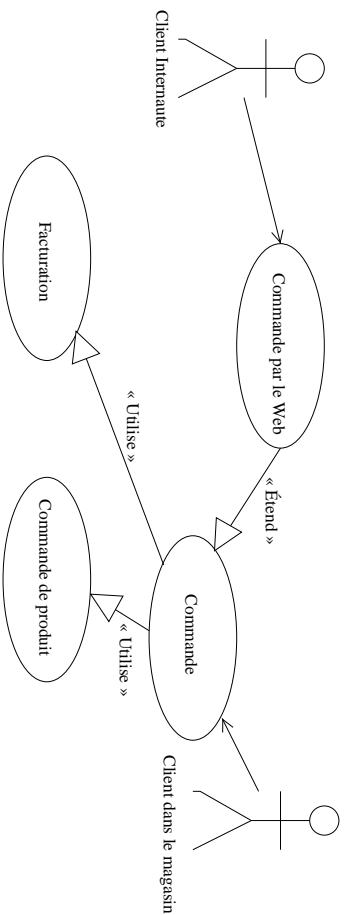 Client Internaute
Commande par le Web
« Étend »
Commande
Client dans le magasin
« Utilise »
« Utilise »
Facturation
Commande de produit